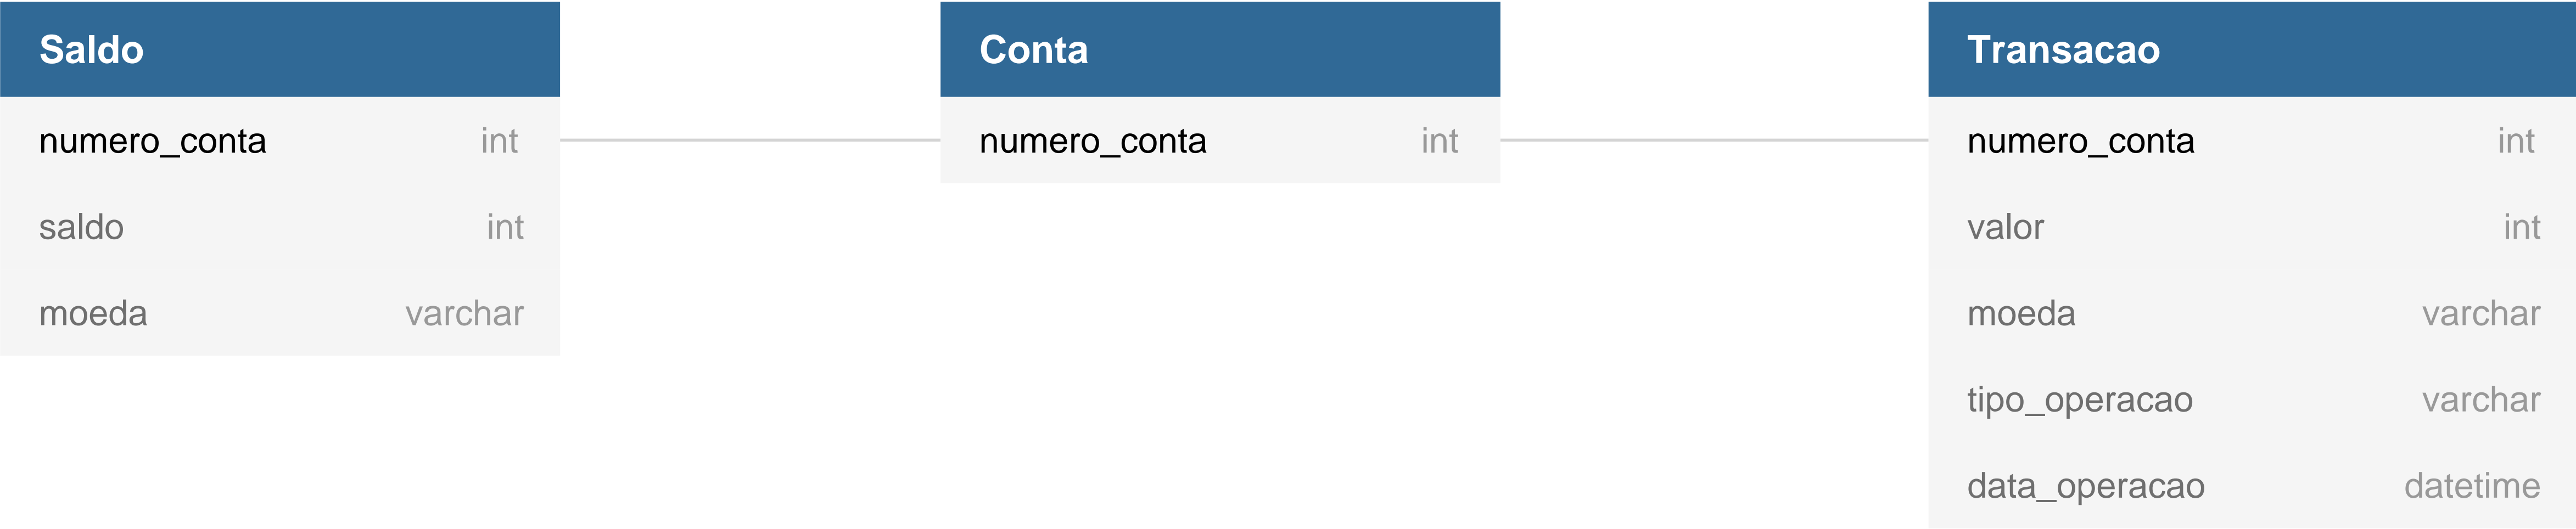 Saldo
numero_conta int
saldo int
moeda varchar
Conta
numero_conta int
Transacao
numero_conta int
valor int
moeda varchar
tipo_operacao varchar
data_operacao datetime